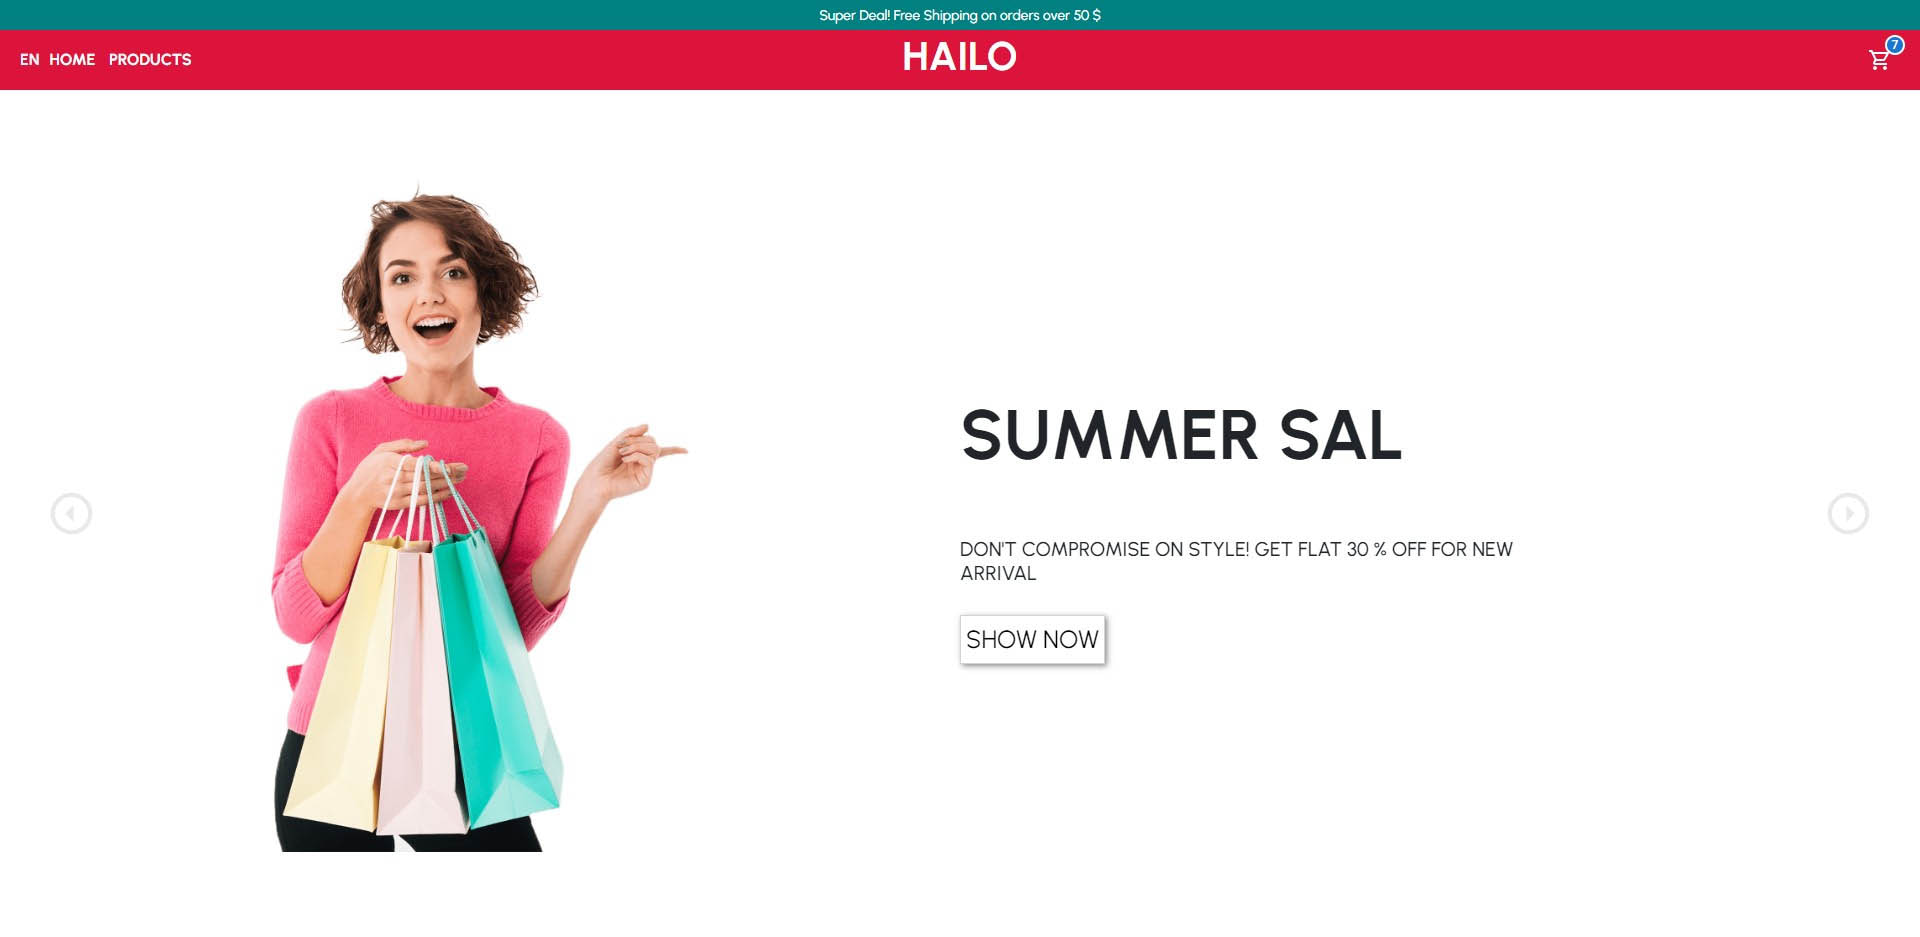 Super Deal! Free Shipping on orders over 50 $
EN HOME PRODUCTS
HAILO
7
SUMMER SAL
DON'T COMPROMISE ON STYLE! GET FLAT 30 % OFF FOR NEW
ARRIVAL
SHOW NOW